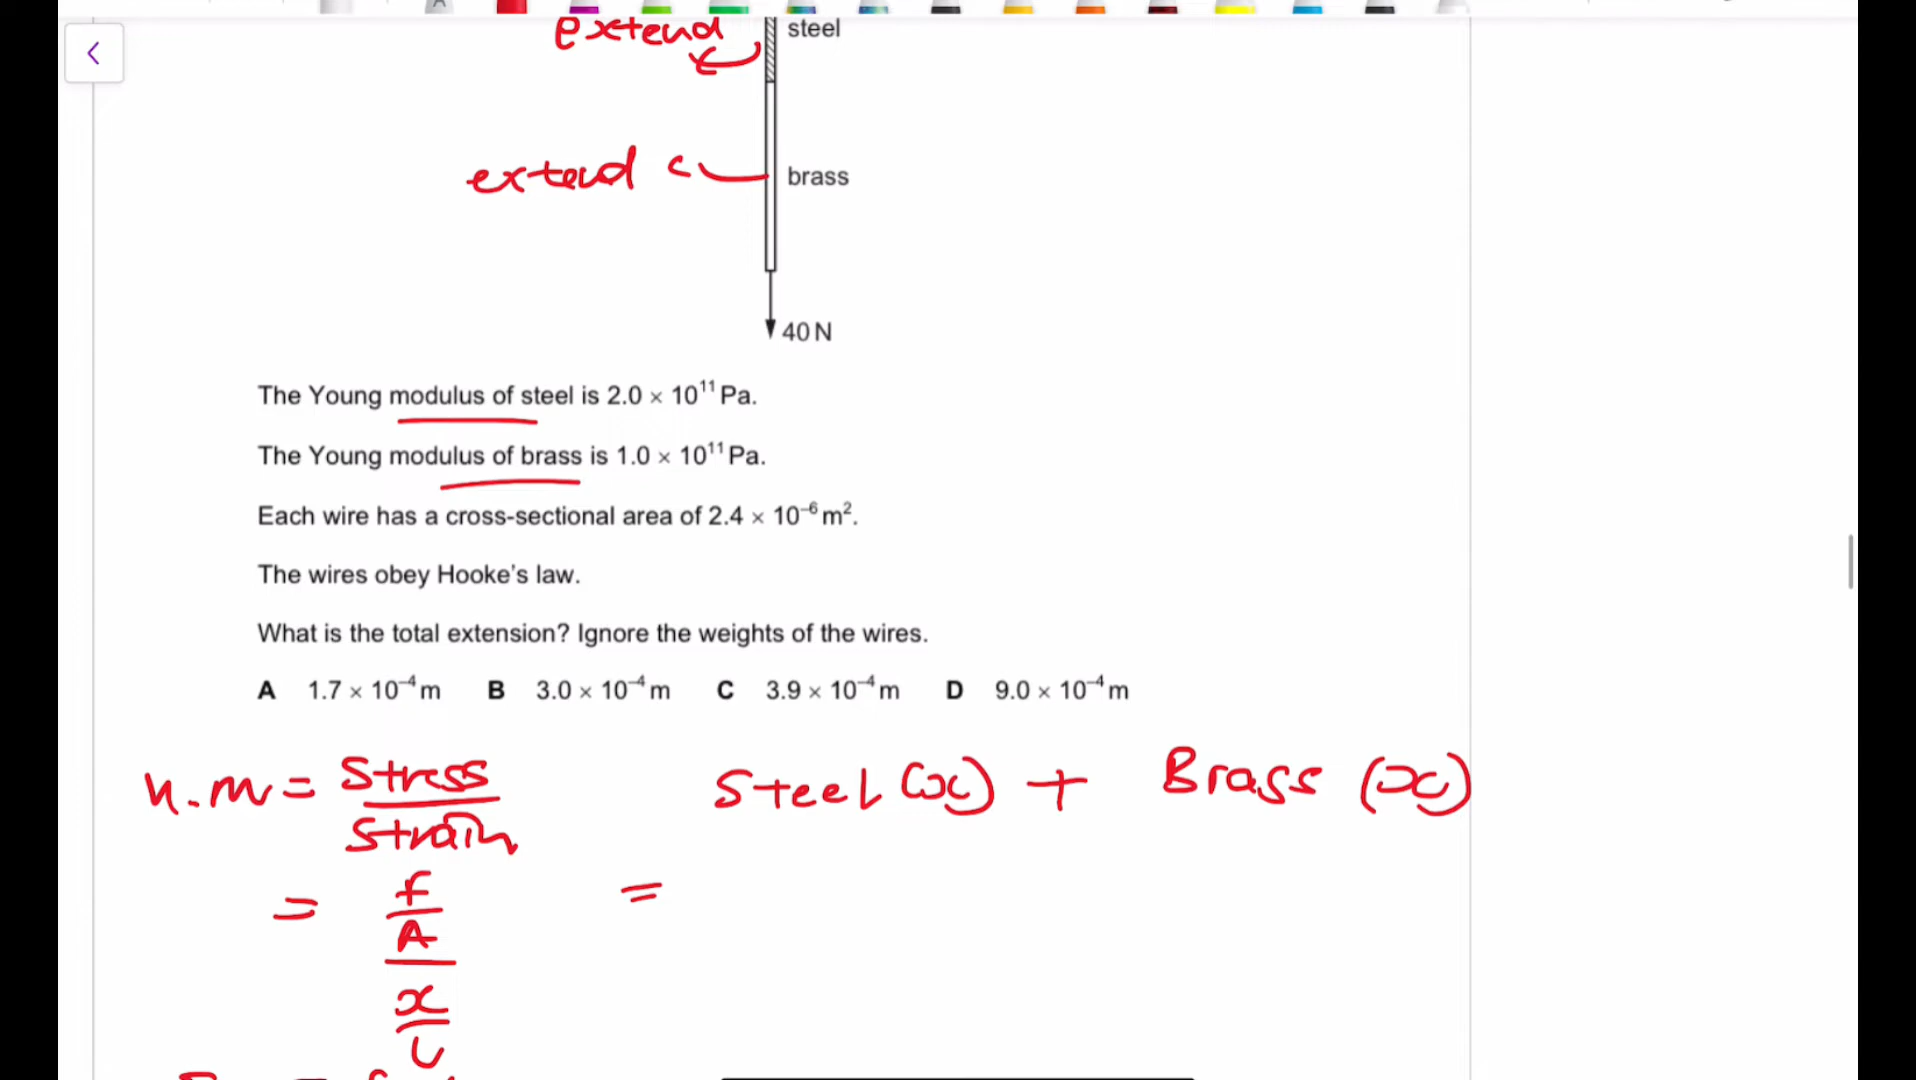 extend steel
extend brass
40 N
The Young modulus of steel is 2.0 × 10¹¹ Pa.
The Young modulus of brass is 1.0 × 10¹¹ Pa.
Each wire has a cross-sectional area of 2.4 × 10⁻⁶ m².
The wires obey Hooke's law.
What is the total extension? Ignore the weights of the wires.
A 1.7 × 10⁻⁴ m B 3.0 × 10⁻⁴ m C 3.9 × 10⁻⁴ m D 9.0 × 10⁻⁴ m
y.m = stress
strain
Steel (x) + Brass (x)
= f
A
x
L
=